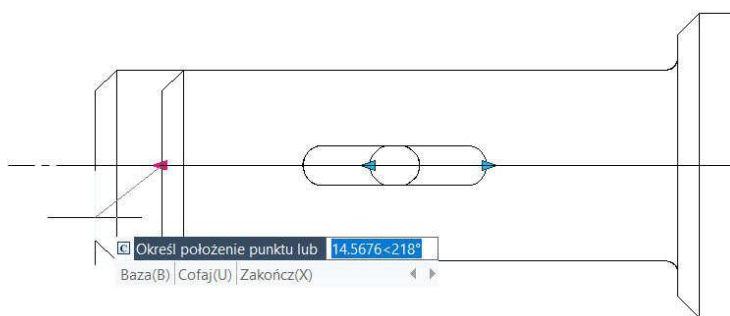 C Określ położenie punktu lub 14.5676<218°
Baza(B) Cofaj(U) Zakończ(X)